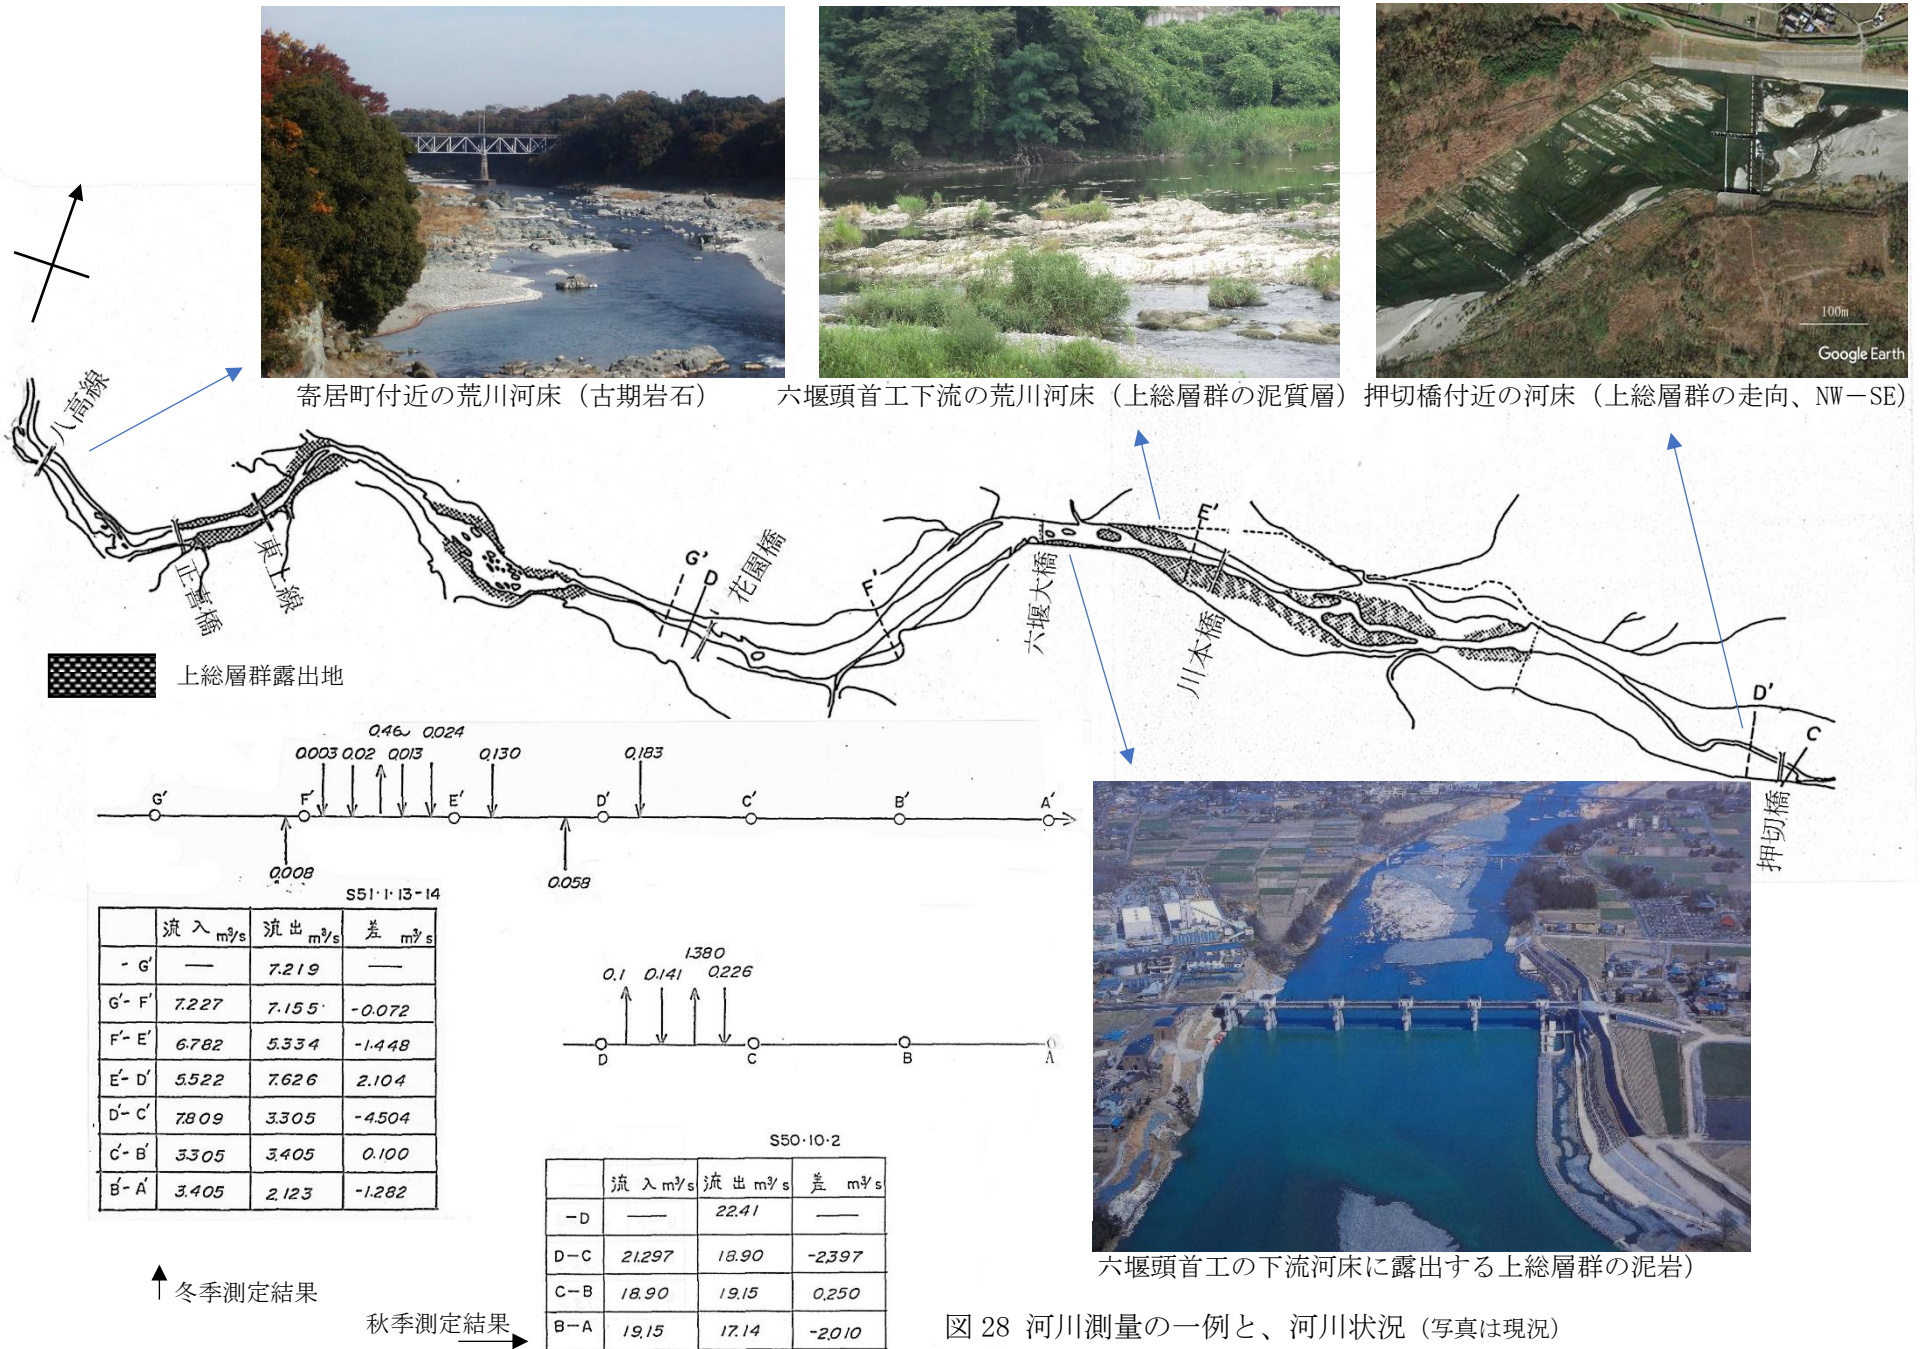 100m
Google Earth
寄居町付近の荒川河床（古期岩石）
六堰頭首工下流の荒川河床（上総層群の泥質層）
押切橋付近の河床（上総層群の走向、NW－SE）
八高線
正喜橋
東上線
G'
D
花園橋
F'
六堰大橋
E'
川本橋
D'
C
押切橋
上総層群露出地
0.46 0.024
0.003 0.02 0.013 0.130 0.183
G' F' E' D' C' B' A'
0.008 0.058
S51・1・13-14
流入 m³/s 流出 m³/s 差 m³/s
- G' — 7.219 —
G'- F' 7.227 7.155 -0.072
F'- E' 6.782 5.334 -1.448
E'- D' 5.522 7.626 2.104
D'- C' 7.809 3.305 -4.504
C'- B' 3.305 3.405 0.100
B'- A' 3.405 2.123 -1.282
冬季測定結果
1.380
0.1 0.141 0.226
D C B A
S50・10・2
流入 m³/s 流出 m³/s 差 m³/s
－D — 22.41 —
D－C 21.297 18.90 -2.397
C－B 18.90 19.15 0.250
B－A 19.15 17.14 -2.010
秋季測定結果
六堰頭首工の下流河床に露出する上総層群の泥岩）
図 28 河川測量の一例と、河川状況（写真は現況）